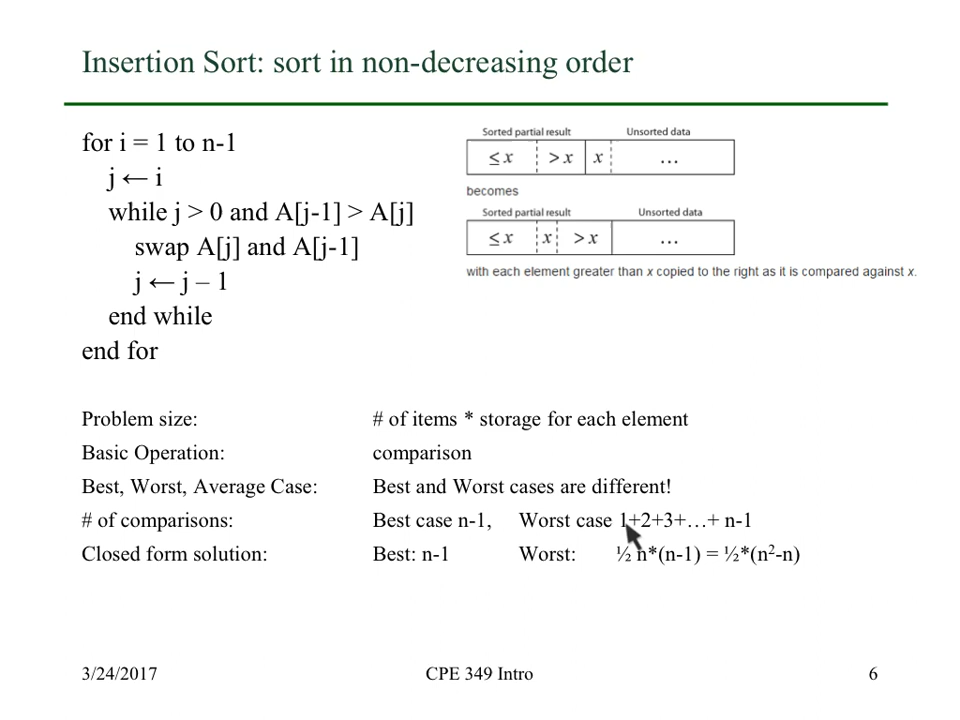 Insertion Sort: sort in non-decreasing order
for i = 1 to n-1
j ← i
while j > 0 and A[j-1] > A[j]
swap A[j] and A[j-1]
j ← j – 1
end while
end for
Sorted partial result Unsorted data
≤x >x x ...
becomes
Sorted partial result Unsorted data
≤x x >x ...
with each element greater than x copied to the right as it is compared against x.
Problem size: # of items * storage for each element
Basic Operation: comparison
Best, Worst, Average Case: Best and Worst cases are different!
# of comparisons: Best case n-1, Worst case 1+2+3+…+ n-1
Closed form solution: Best: n-1 Worst: ½ n*(n-1) = ½*(n²-n)
3/24/2017 CPE 349 Intro 6